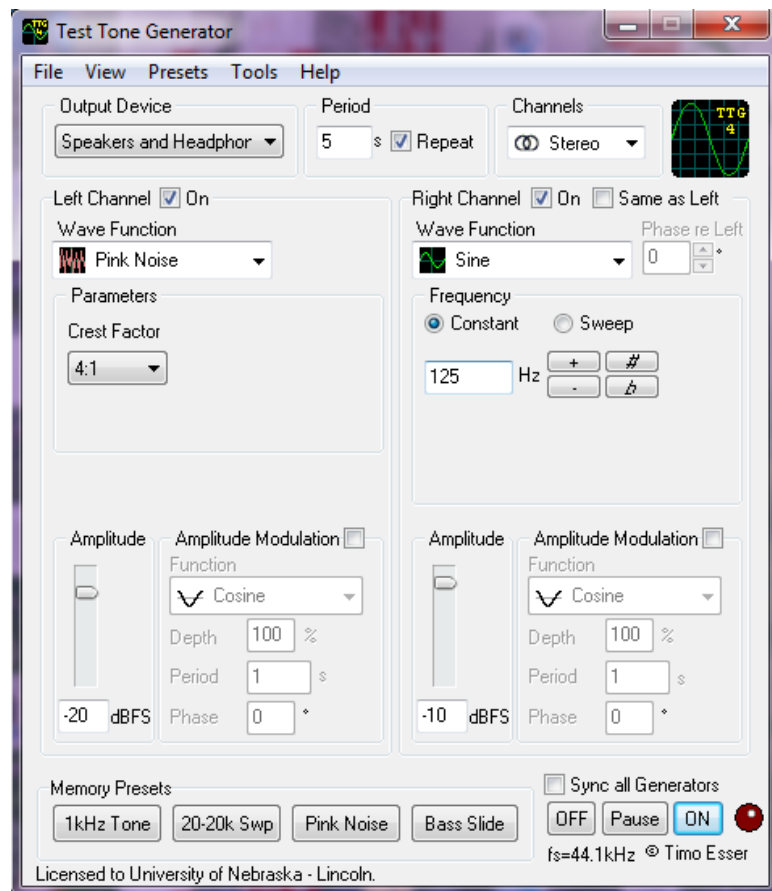 Test Tone Generator
File View Presets Tools Help
Output Device
Speakers and Headphor
Period
5 s Repeat
Channels
Stereo
TTG
4
Left Channel On
Wave Function
Pink Noise
Parameters
Crest Factor
4:1
Amplitude
-20 dBFS
Amplitude Modulation
Function
Cosine
Depth 100 %
Period 1 s
Phase 0 °
Right Channel On Same as Left
Wave Function
Sine
Phase re Left
0 °
Frequency
Constant Sweep
125 Hz + #
- b
Amplitude
-10 dBFS
Amplitude Modulation
Function
Cosine
Depth 100 %
Period 1 s
Phase 0 °
Memory Presets
1kHz Tone 20-20k Swp Pink Noise Bass Slide
Sync all Generators
OFF Pause ON
fs=44.1kHz © Timo Esser
Licensed to University of Nebraska - Lincoln.